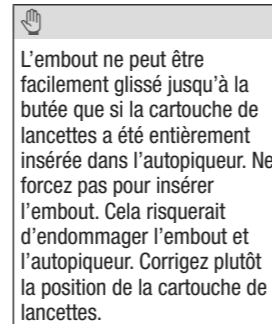 L’embout ne peut être
facilement glissé jusqu’à la
butée que si la cartouche de
lancettes a été entièrement
insérée dans l’autopiqueur. Ne
forcez pas pour insérer
l’embout. Cela risquerait
d’endommager l’embout et
l’autopiqueur. Corrigez plutôt
la position de la cartouche de
lancettes.